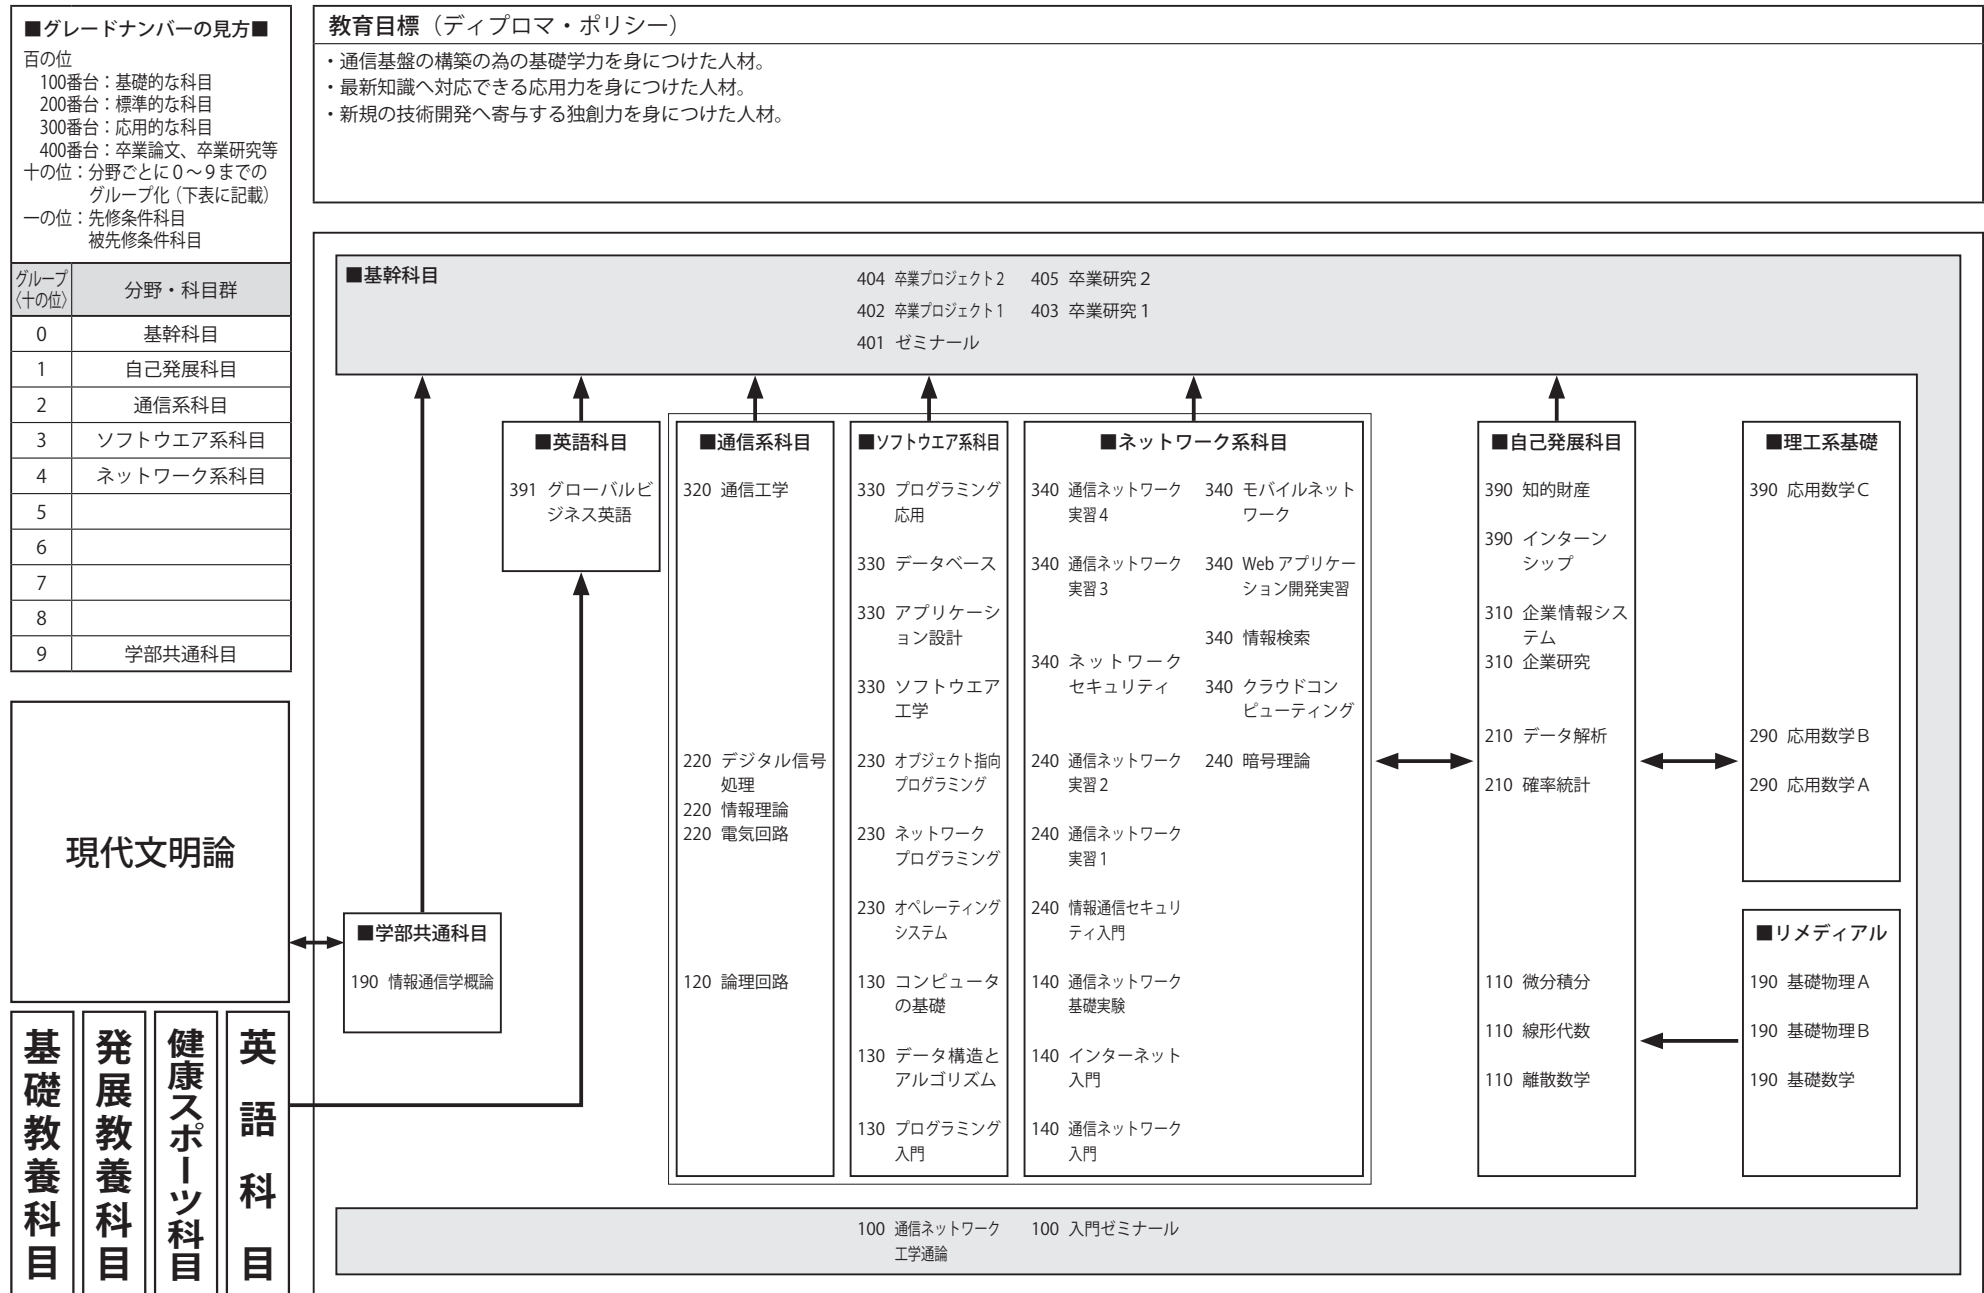 ■グレードナンバーの見方■
百の位
100番台：基礎的な科目
200番台：標準的な科目
300番台：応用的な科目
400番台：卒業論文、卒業研究等
十の位：分野ごとに０～９までの
グループ化（下表に記載）
一の位：先修条件科目
被先修条件科目
グループ
〈十の位〉
分野・科目群
0 基幹科目
1 自己発展科目
2 通信系科目
3 ソフトウエア系科目
4 ネットワーク系科目
5
6
7
8
9 学部共通科目
現代文明論
基礎教養科目
発展教養科目
健康スポーツ科目
英語科目
教育目標（ディプロマ・ポリシー）
・通信基盤の構築の為の基礎学力を身につけた人材。
・最新知識へ対応できる応用力を身につけた人材。
・新規の技術開発へ寄与する独創力を身につけた人材。
■基幹科目
404 卒業プロジェクト2 405 卒業研究２
402 卒業プロジェクト1 403 卒業研究１
401 ゼミナール
■学部共通科目
190 情報通信学概論
■英語科目
391 グローバルビ
ジネス英語
■通信系科目
320 通信工学
220 デジタル信号
処理
220 情報理論
220 電気回路
120 論理回路
■ソフトウエア系科目
330 プログラミング
応用
330 データベース
330 アプリケーシ
ョン設計
330 ソフトウエア
工学
230 オブジェクト指向
プログラミング
230 ネットワーク
プログラミング
230 オペレーティング
システム
130 コンピュータ
の基礎
130 データ構造と
アルゴリズム
130 プログラミング
入門
■ネットワーク系科目
340 通信ネットワーク
実習４
340 通信ネットワーク
実習３
340 ネットワーク
セキュリティ
240 通信ネットワーク
実習２
240 通信ネットワーク
実習１
240 情報通信セキュリ
ティ入門
140 通信ネットワーク
基礎実験
140 インターネット
入門
140 通信ネットワーク
入門
340 モバイルネット
ワーク
340 Web アプリケー
ション開発実習
340 情報検索
340 クラウドコン
ピューティング
240 暗号理論
■自己発展科目
390 知的財産
390 インターン
シップ
310 企業情報シス
テム
310 企業研究
210 データ解析
210 確率統計
110 微分積分
110 線形代数
110 離散数学
■理工系基礎
390 応用数学Ｃ
290 応用数学Ｂ
290 応用数学Ａ
■リメディアル
190 基礎物理Ａ
190 基礎物理Ｂ
190 基礎数学
100 通信ネットワーク
工学通論
100 入門ゼミナール